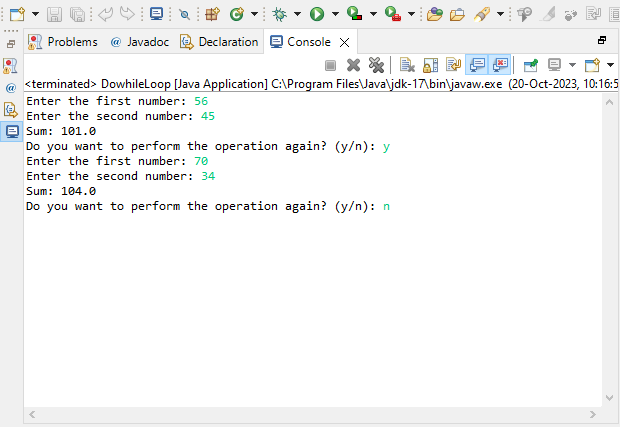 Problems @ Javadoc Declaration Console
<terminated> DowhileLoop [Java Application] C:\Program Files\Java\jdk-17\bin\javaw.exe (20-Oct-2023, 10:16:5
Enter the first number: 56
Enter the second number: 45
Sum: 101.0
Do you want to perform the operation again? (y/n): y
Enter the first number: 70
Enter the second number: 34
Sum: 104.0
Do you want to perform the operation again? (y/n): n